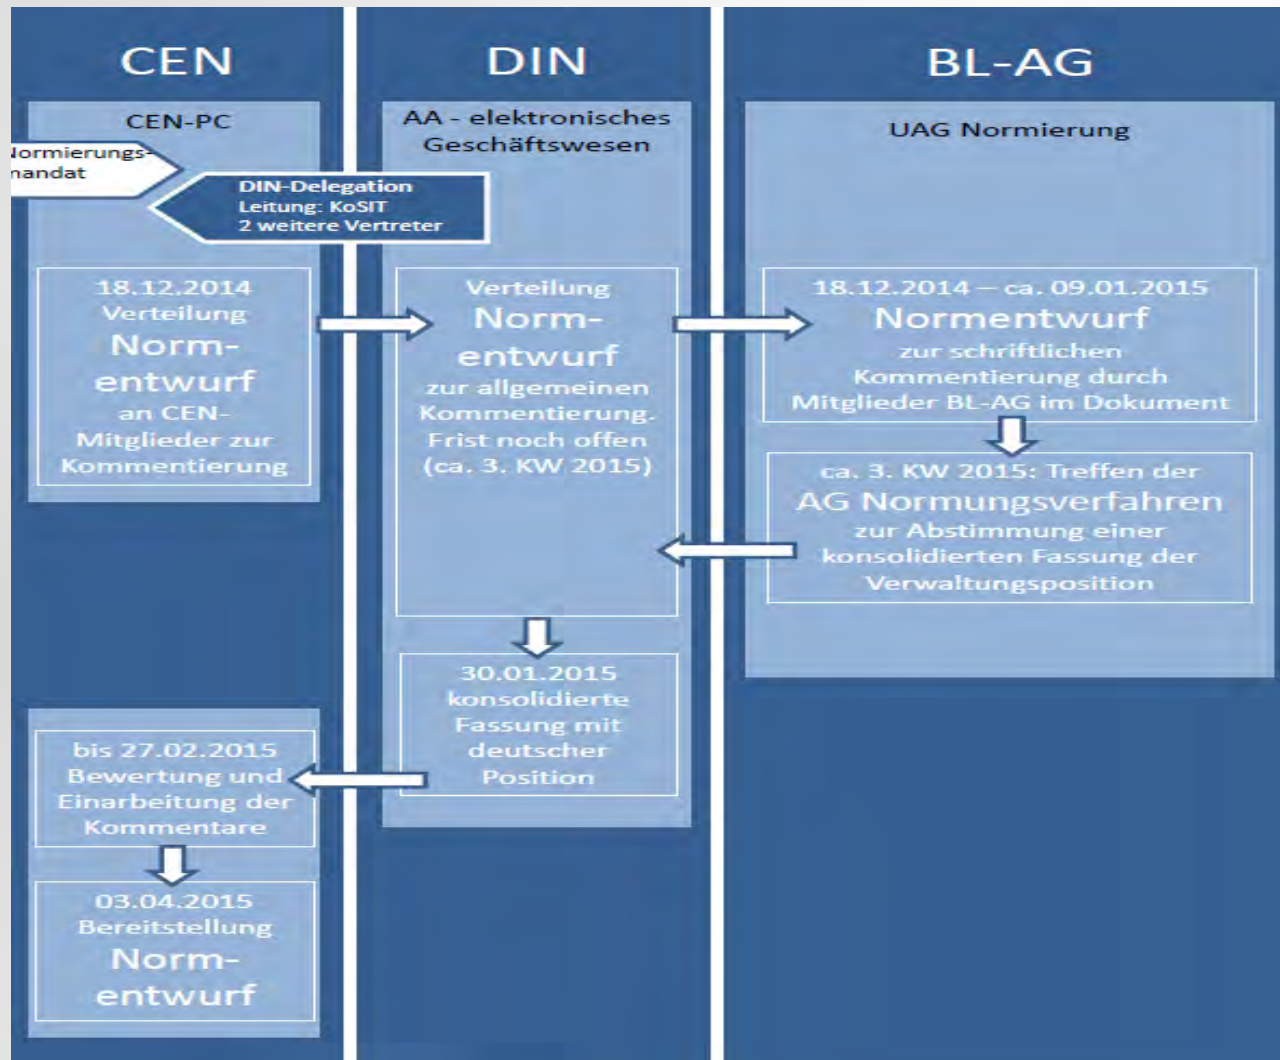 CEN
CEN-PC
Normierungs-
mandat
DIN-Delegation
Leitung: KoSIT
2 weitere Vertreter
18.12.2014
Verteilung
Norm-
entwurf
an CEN-
Mitglieder zur
Kommentierung
bis 27.02.2015
Bewertung und
Einarbeitung der
Kommentare
03.04.2015
Bereitstellung
Norm-
entwurf
DIN
AA - elektronisches
Geschäftswesen
Verteilung
Norm-
entwurf
zur allgemeinen
Kommentierung.
Frist noch offen
(ca. 3. KW 2015)
30.01.2015
konsolidierte
Fassung mit
deutscher
Position
BL-AG
UAG Normierung
18.12.2014 – ca. 09.01.2015
Normentwurf
zur schriftlichen
Kommentierung durch
Mitglieder BL-AG im Dokument
ca. 3. KW 2015: Treffen der
AG Normungsverfahren
zur Abstimmung einer
konsolidierten Fassung der
Verwaltungsposition